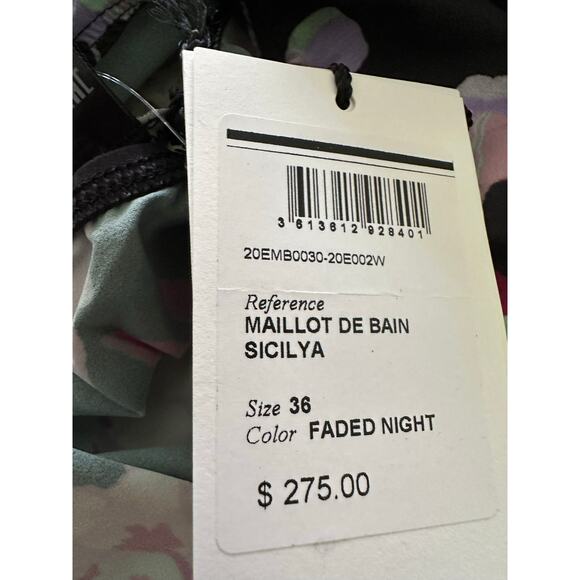 3 613612 928401
20EMB0030-20E002W
Reference
MAILLOT DE BAIN
SICILYA
Size 36
Color FADED NIGHT
$ 275.00